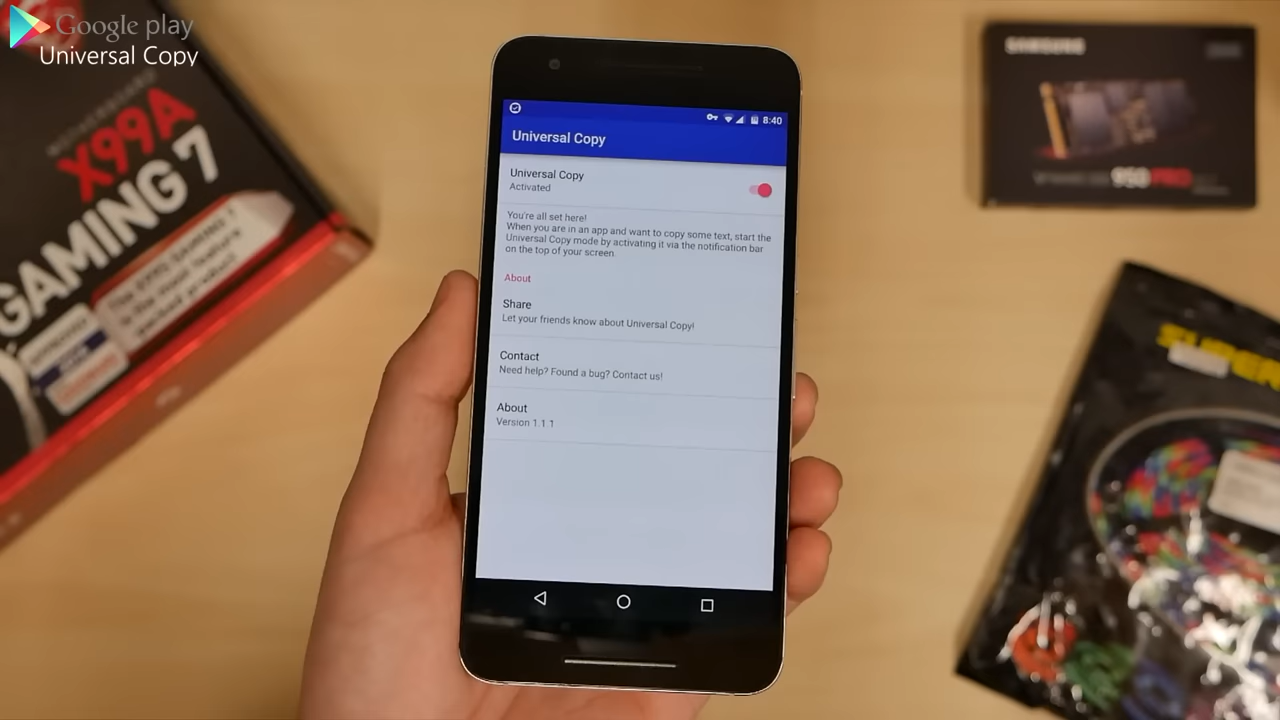 Google play
Universal Copy
8:40
Universal Copy
Universal Copy
Activated
You're all set here!
When you are in an app and want to copy some text, start the
Universal Copy mode by activating it via the notification bar
on the top of your screen.
About
Share
Let your friends know about Universal Copy!
Contact
Need help? Found a bug? Contact us!
About
Version 1.1.1
MOTHERBOARD
X99A
GAMING 7
SAMSUNG
950 PRO
SUPER